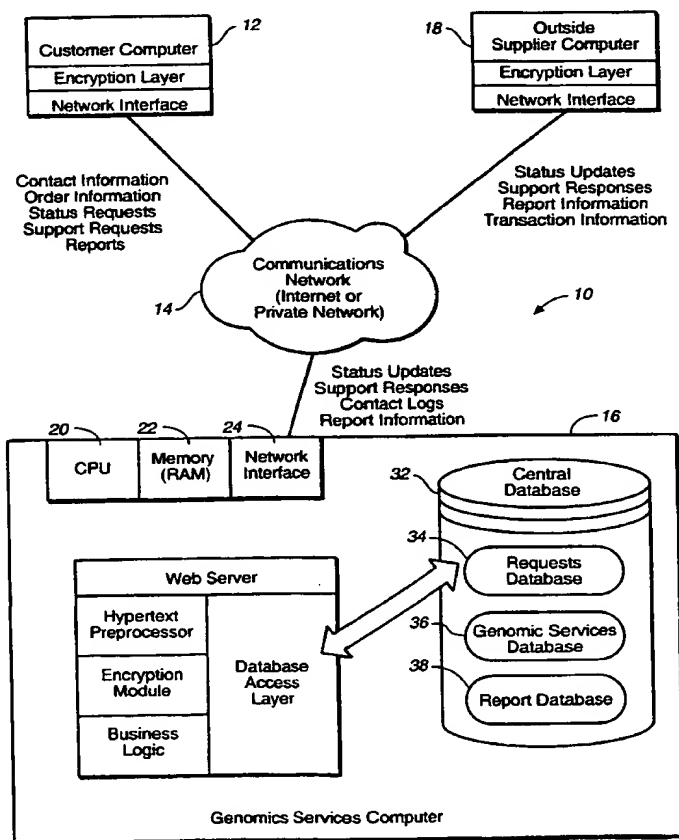 Customer Computer
Encryption Layer
Network Interface
12
18
Outside
Supplier Computer
Encryption Layer
Network Interface
Contact Information
Order Information
Status Requests
Support Requests
Reports
Status Updates
Support Responses
Report Information
Transaction Information
Communications
Network
(Internet or
Private Network)
14
10
Status Updates
Support Responses
Contact Logs
Report Information
20
22
24
16
CPU
Memory
(RAM)
Network
Interface
32
Central
Database
34
Requests
Database
36
Genomic Services
Database
38
Report Database
Web Server
Hypertext
Preprocessor
Encryption
Module
Business
Logic
Database
Access
Layer
Genomics Services Computer